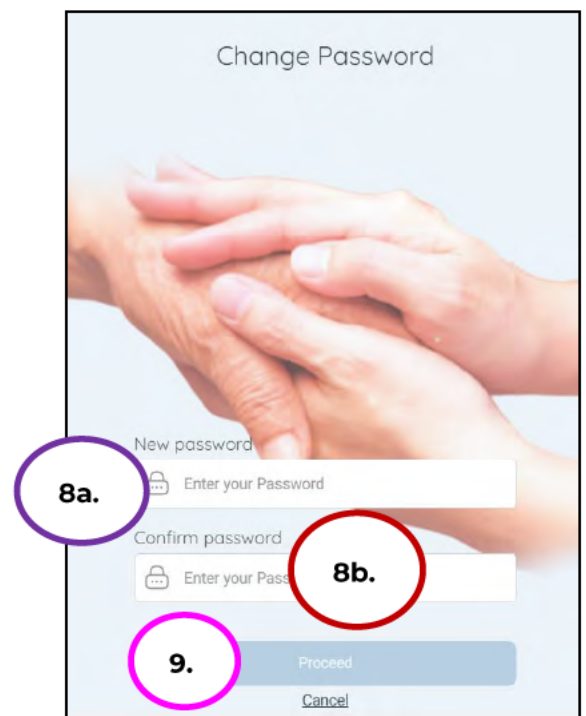 Change Password
New password
8a.
Enter your Password
Confirm password
Enter your Pass
8b.
9.
Proceed
Cancel